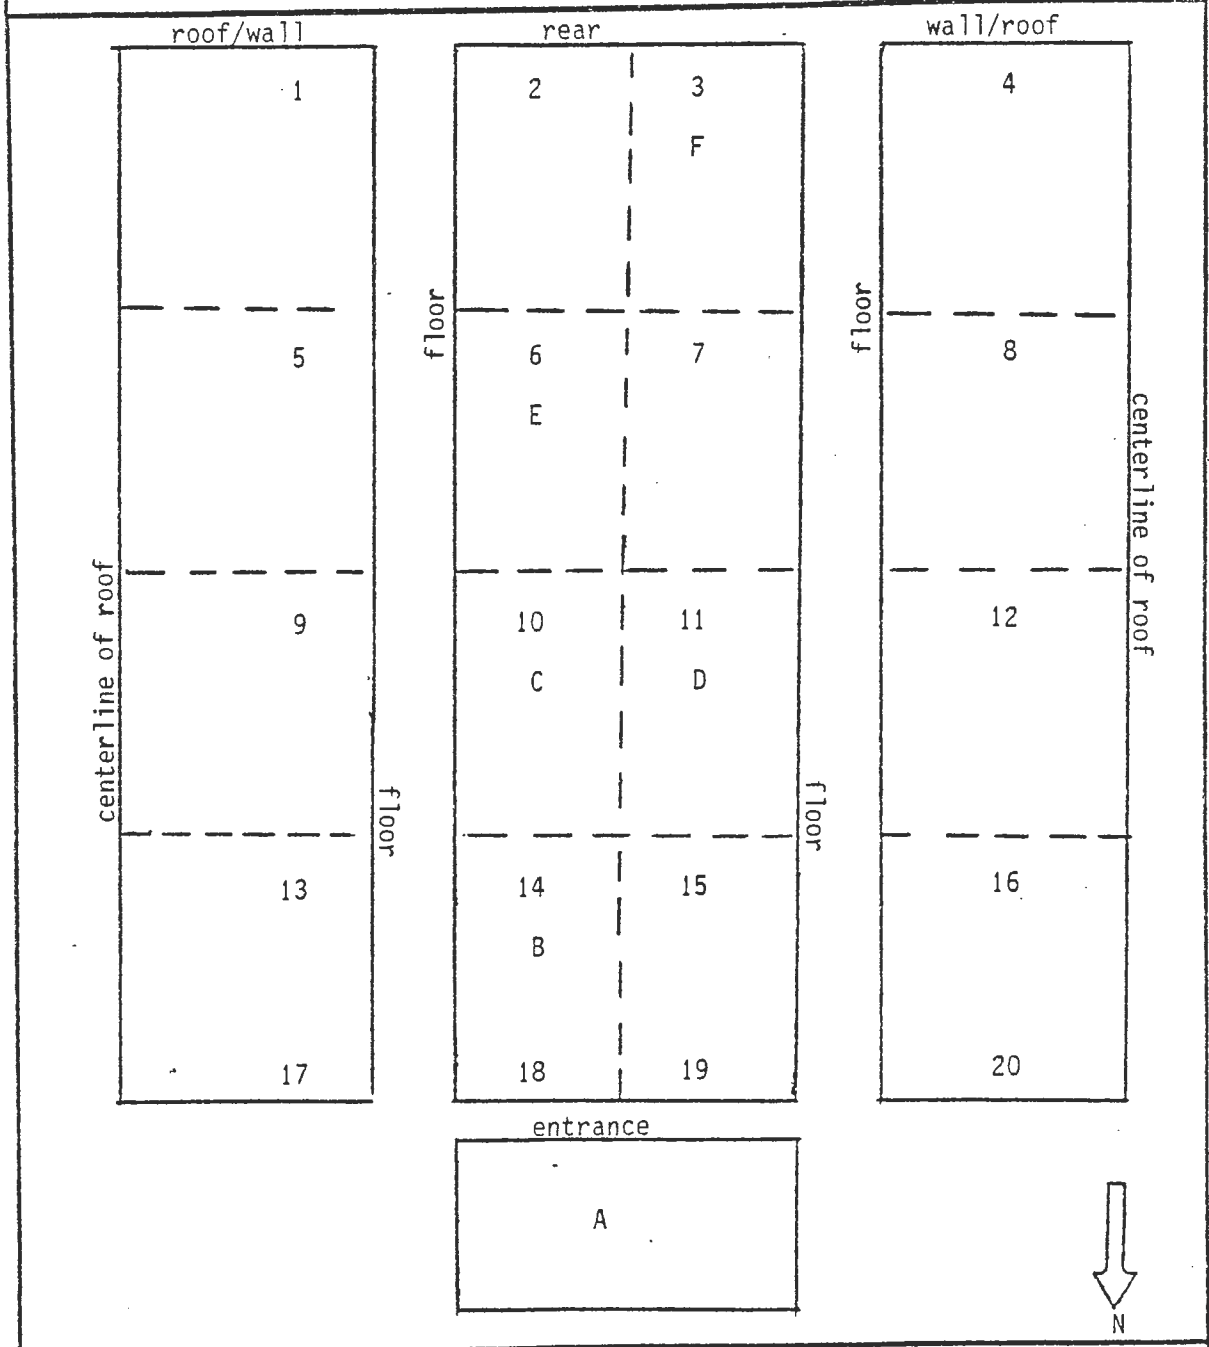 roof/wall rear wall/roof
1 2 3 4
F
floor floor
5 6 7 8
E
centerline of roof
centerline of roof
9 10 11 12
C D
floor floor
13 14 15 16
B
17 18 19 20
entrance
A
N